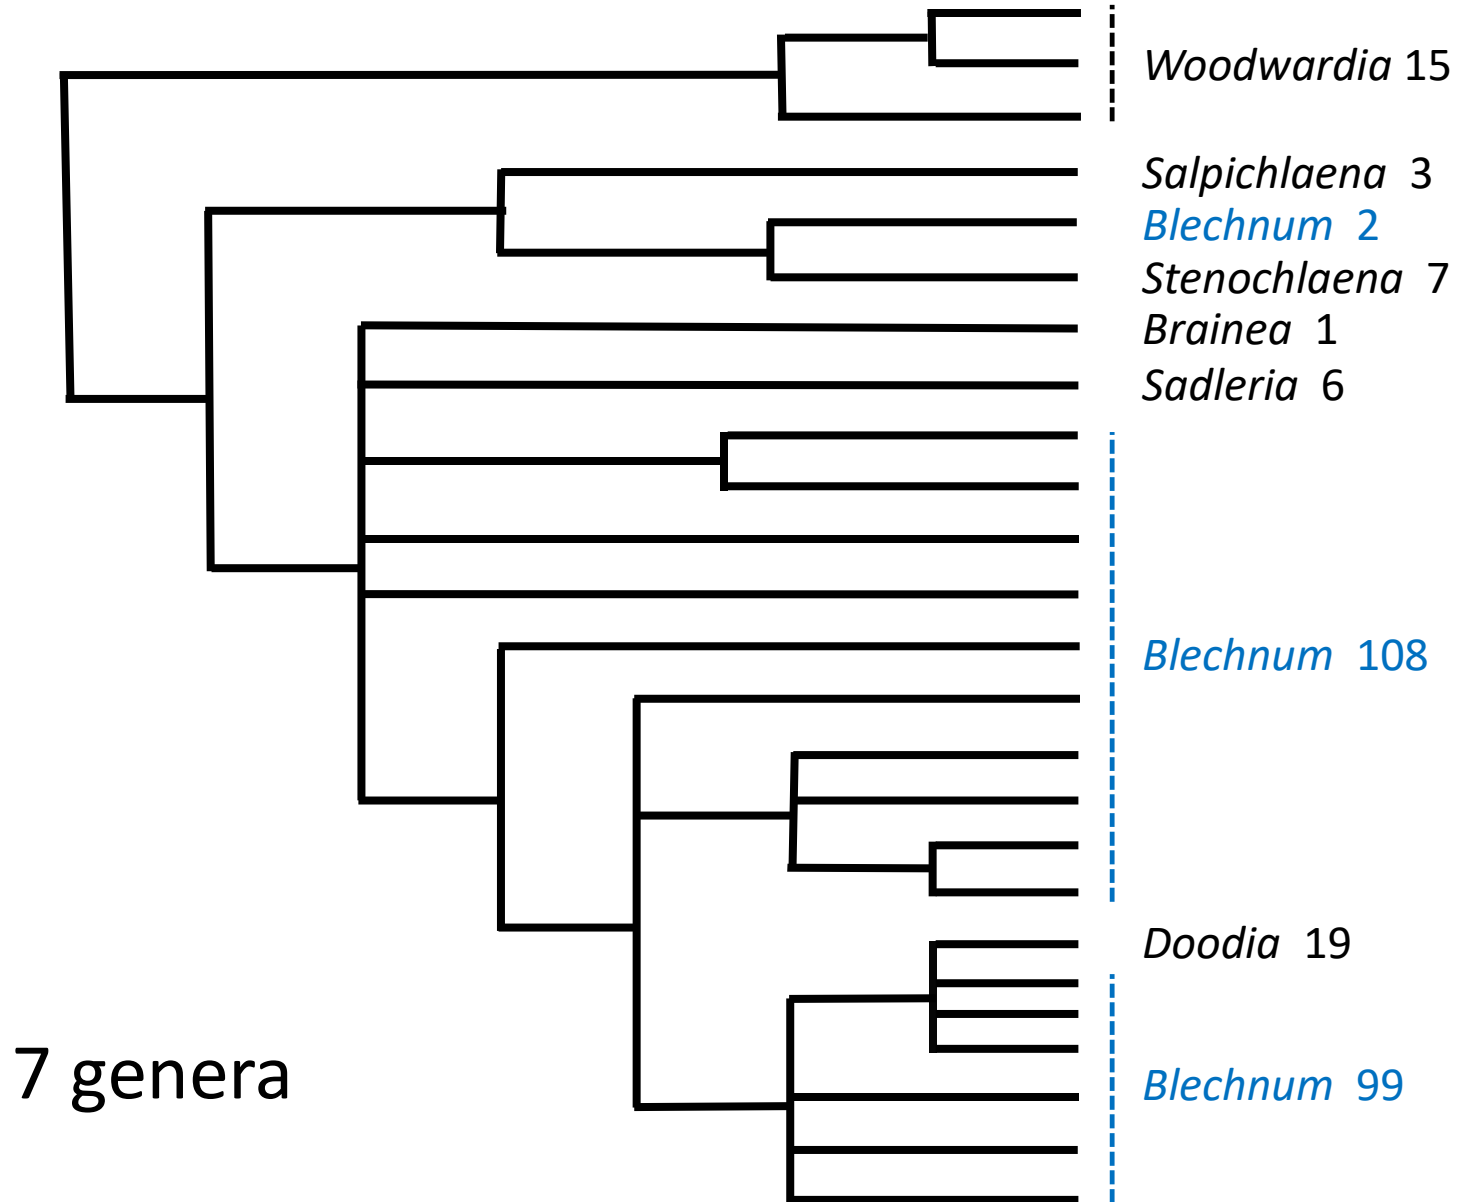 Woodwardia 15
Salpichlaena 3
Blechnum 2
Stenochlaena 7
Brainea 1
Sadleria 6
Blechnum 108
Doodia 19
7 genera
Blechnum 99